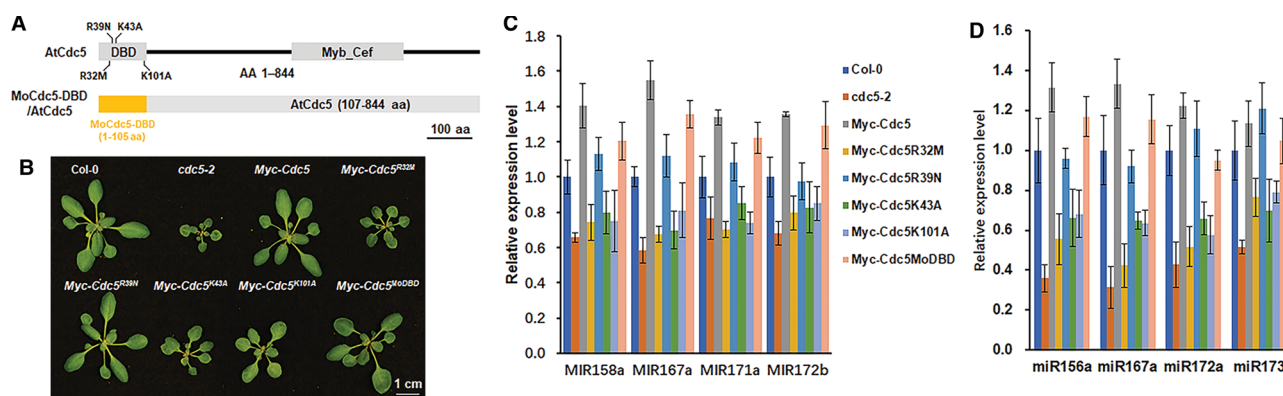 A
R39N K43A
AtCdc5 DBD Myb_Cef
R32M K101A
AA 1–844
MoCdc5-DBD
/AtCdc5
AtCdc5 (107-844 aa)
MoCdc5-DBD
(1-105 aa)
100 aa
B
Col-0 cdc5-2 Myc-Cdc5 Myc-Cdc5R32M
Myc-Cdc5R39N Myc-Cdc5K43A Myc-Cdc5K101A Myc-Cdc5MoDBD
1 cm
C
Relative expression level
1.8
1.6
1.4
1.2
1.0
0.8
0.6
0.4
0.2
0.0
MIR158a MIR167a MIR171a MIR172b
Col-0
cdc5-2
Myc-Cdc5
Myc-Cdc5R32M
Myc-Cdc5R39N
Myc-Cdc5K43A
Myc-Cdc5K101A
Myc-Cdc5MoDBD
D
Relative expression level
1.6
1.4
1.2
1.0
0.8
0.6
0.4
0.2
0.0
miR156a miR167a miR172a miR173